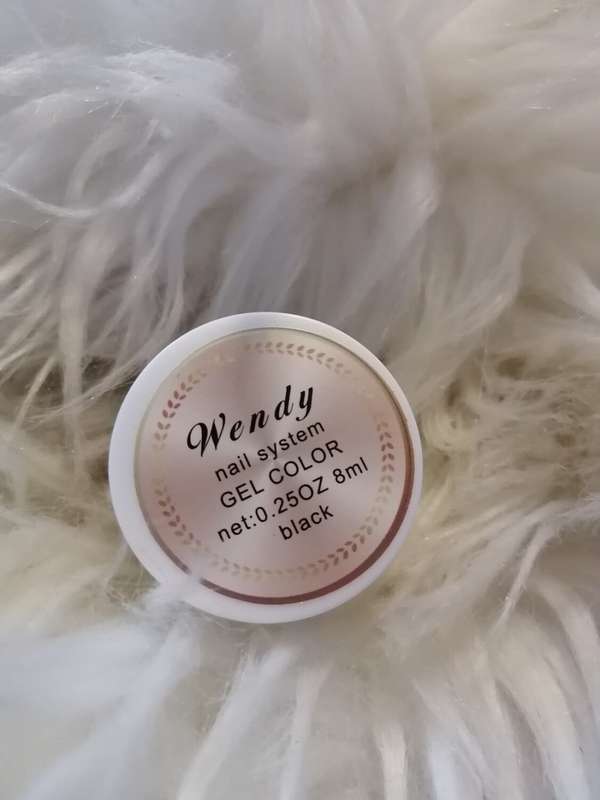 Wendy
nail system
GEL COLOR
net:0.25OZ 8ml
black